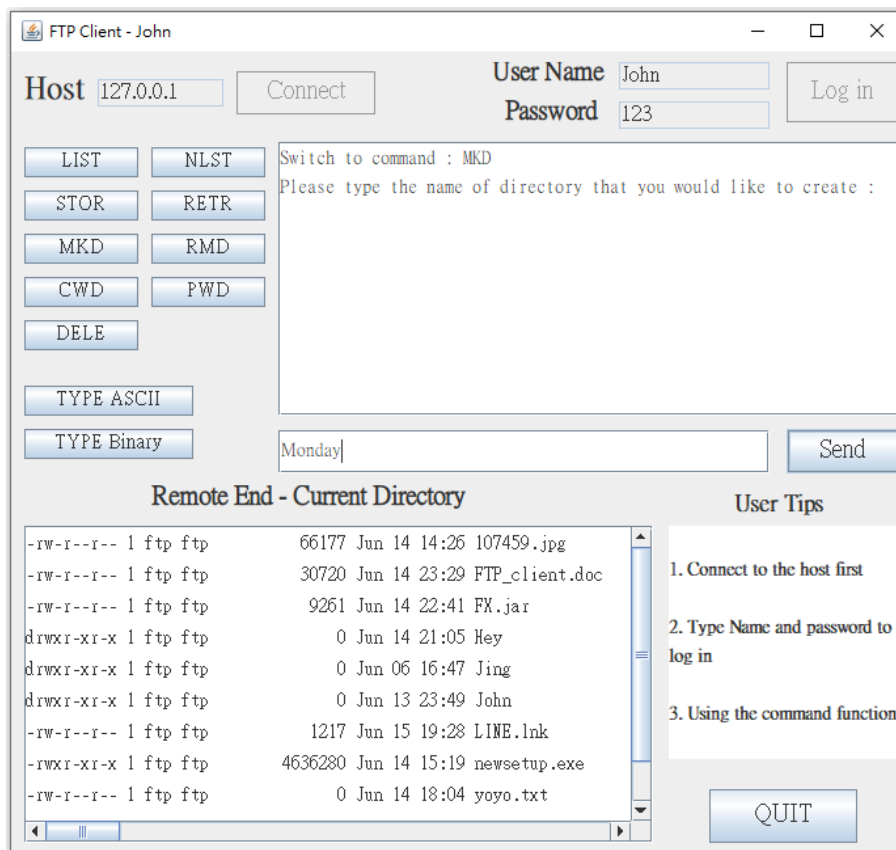 FTP Client - John
Host 127.0.0.1 Connect
User Name John
Password 123
Log in
LIST NLST
STOR RETR
MKD RMD
CWD PWD
DELE
TYPE ASCII
TYPE Binary
Switch to command : MKD
Please type the name of directory that you would like to create :
Monday
Send
Remote End - Current Directory
-rw-r--r-- 1 ftp ftp 66177 Jun 14 14:26 107459.jpg
-rw-r--r-- 1 ftp ftp 30720 Jun 14 23:29 FTP_client.doc
-rw-r--r-- 1 ftp ftp 9261 Jun 14 22:41 FX.jar
drwxr-xr-x 1 ftp ftp 0 Jun 14 21:05 Hey
drwxr-xr-x 1 ftp ftp 0 Jun 06 16:47 Jing
drwxr-xr-x 1 ftp ftp 0 Jun 13 23:49 John
-rw-r--r-- 1 ftp ftp 1217 Jun 15 19:28 LINE.lnk
-rwxr-xr-x 1 ftp ftp 4636280 Jun 14 15:19 newsetup.exe
-rw-r--r-- 1 ftp ftp 0 Jun 14 18:04 yoyo.txt
User Tips
1. Connect to the host first
2. Type Name and password to
log in
3. Using the command function
QUIT